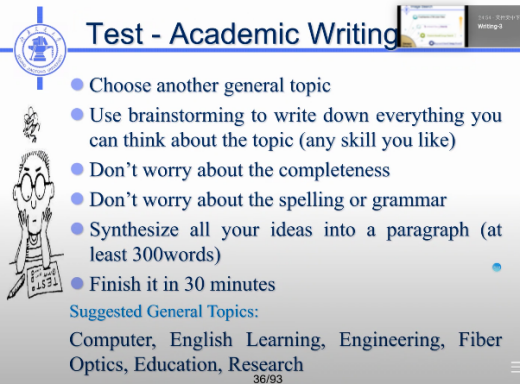 Test - Academic Writing
Writing-3
Choose another general topic
Use brainstorming to write down everything you
can think about the topic (any skill you like)
Don't worry about the completeness
Don't worry about the spelling or grammar
Synthesize all your ideas into a paragraph (at
least 300words)
Finish it in 30 minutes
TEST
Suggested General Topics:
Computer, English Learning, Engineering, Fiber
Optics, Education, Research
36/93